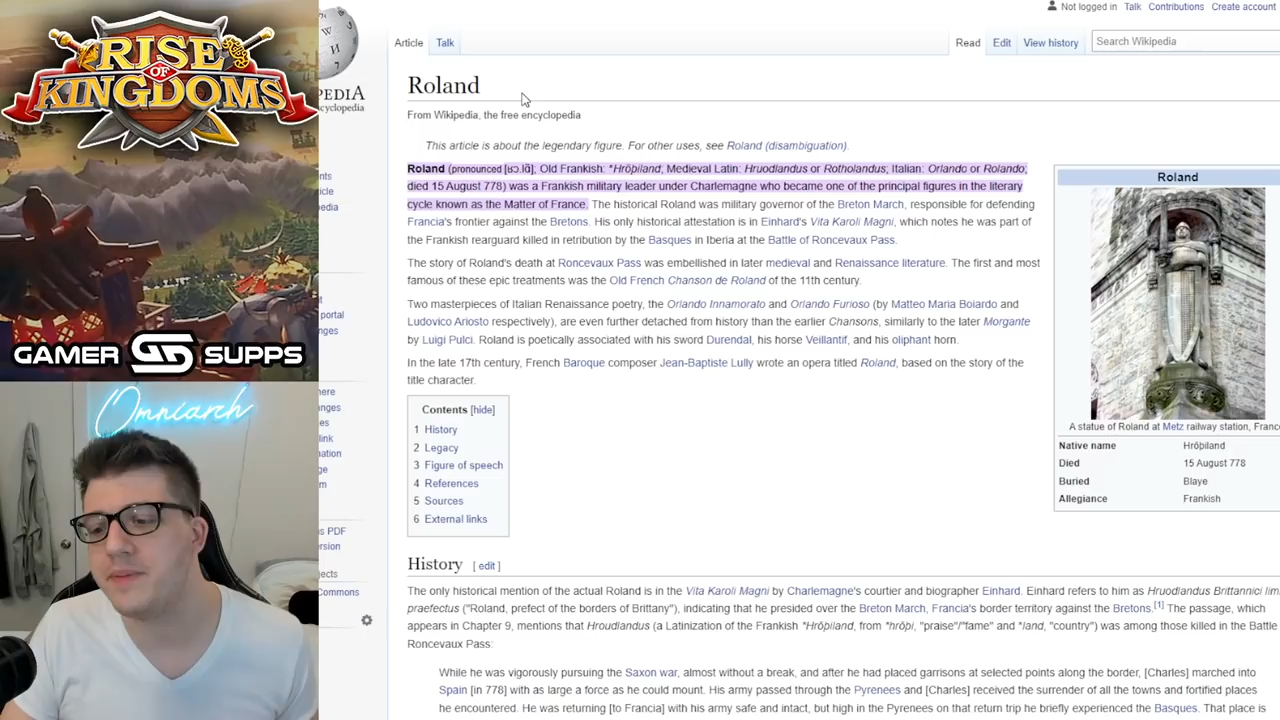 RISE
OF
KINGDOMS
GAMER SUPPS
Omniarch
W
И
PEDIA
cyclopedia
Not logged in Talk Contributions Create account
Article Talk
Read Edit View history Search Wikipedia
Roland
From Wikipedia, the free encyclopedia
This article is about the legendary figure. For other uses, see Roland (disambiguation).
Roland (pronounced [ʁɔ.lɑ̃]; Old Frankish: *Hrōþiland; Medieval Latin: Hruodlandus or Rotholandus; Italian: Orlando or Rolando;
died 15 August 778) was a Frankish military leader under Charlemagne who became one of the principal figures in the literary
cycle known as the Matter of France. The historical Roland was military governor of the Breton March, responsible for defending
Francia's frontier against the Bretons. His only historical attestation is in Einhard's Vita Karoli Magni, which notes he was part of
the Frankish rearguard killed in retribution by the Basques in Iberia at the Battle of Roncevaux Pass.
The story of Roland's death at Roncevaux Pass was embellished in later medieval and Renaissance literature. The first and most
famous of these epic treatments was the Old French Chanson de Roland of the 11th century.
Two masterpieces of Italian Renaissance poetry, the Orlando Innamorato and Orlando Furioso (by Matteo Maria Boiardo and
Ludovico Ariosto respectively), are even further detached from history than the earlier Chansons, similarly to the later Morgante
by Luigi Pulci. Roland is poetically associated with his sword Durendal, his horse Veillantif, and his oliphant horn.
In the late 17th century, French Baroque composer Jean-Baptiste Lully wrote an opera titled Roland, based on the story of the
title character.
Contents [hide]
1 History
2 Legacy
3 Figure of speech
4 References
5 Sources
6 External links
Roland
A statue of Roland at Metz railway station, France
Native name Hrōþiland
Died 15 August 778
Buried Blaye
Allegiance Frankish
nts
ticle
pedia
t
portal
anges
here
nges
es
link
mation
ge
m
s PDF
ersion
jects
Commons
History [ edit ]
The only historical mention of the actual Roland is in the Vita Karoli Magni by Charlemagne's courtier and biographer Einhard. Einhard refers to him as Hruodlandus Brittannici lim
praefectus ("Roland, prefect of the borders of Brittany"), indicating that he presided over the Breton March, Francia's border territory against the Bretons.[1] The passage, which
appears in Chapter 9, mentions that Hroudlandus (a Latinization of the Frankish *Hrōþiland, from *hrōþi, "praise"/"fame" and *land, "country") was among those killed in the Battle
Roncevaux Pass:
While he was vigorously pursuing the Saxon war, almost without a break, and after he had placed garrisons at selected points along the border, [Charles] marched into
Spain [in 778] with as large a force as he could mount. His army passed through the Pyrenees and [Charles] received the surrender of all the towns and fortified places
he encountered. He was returning [to Francia] with his army safe and intact, but high in the Pyrenees on that return trip he briefly experienced the Basques. That place is